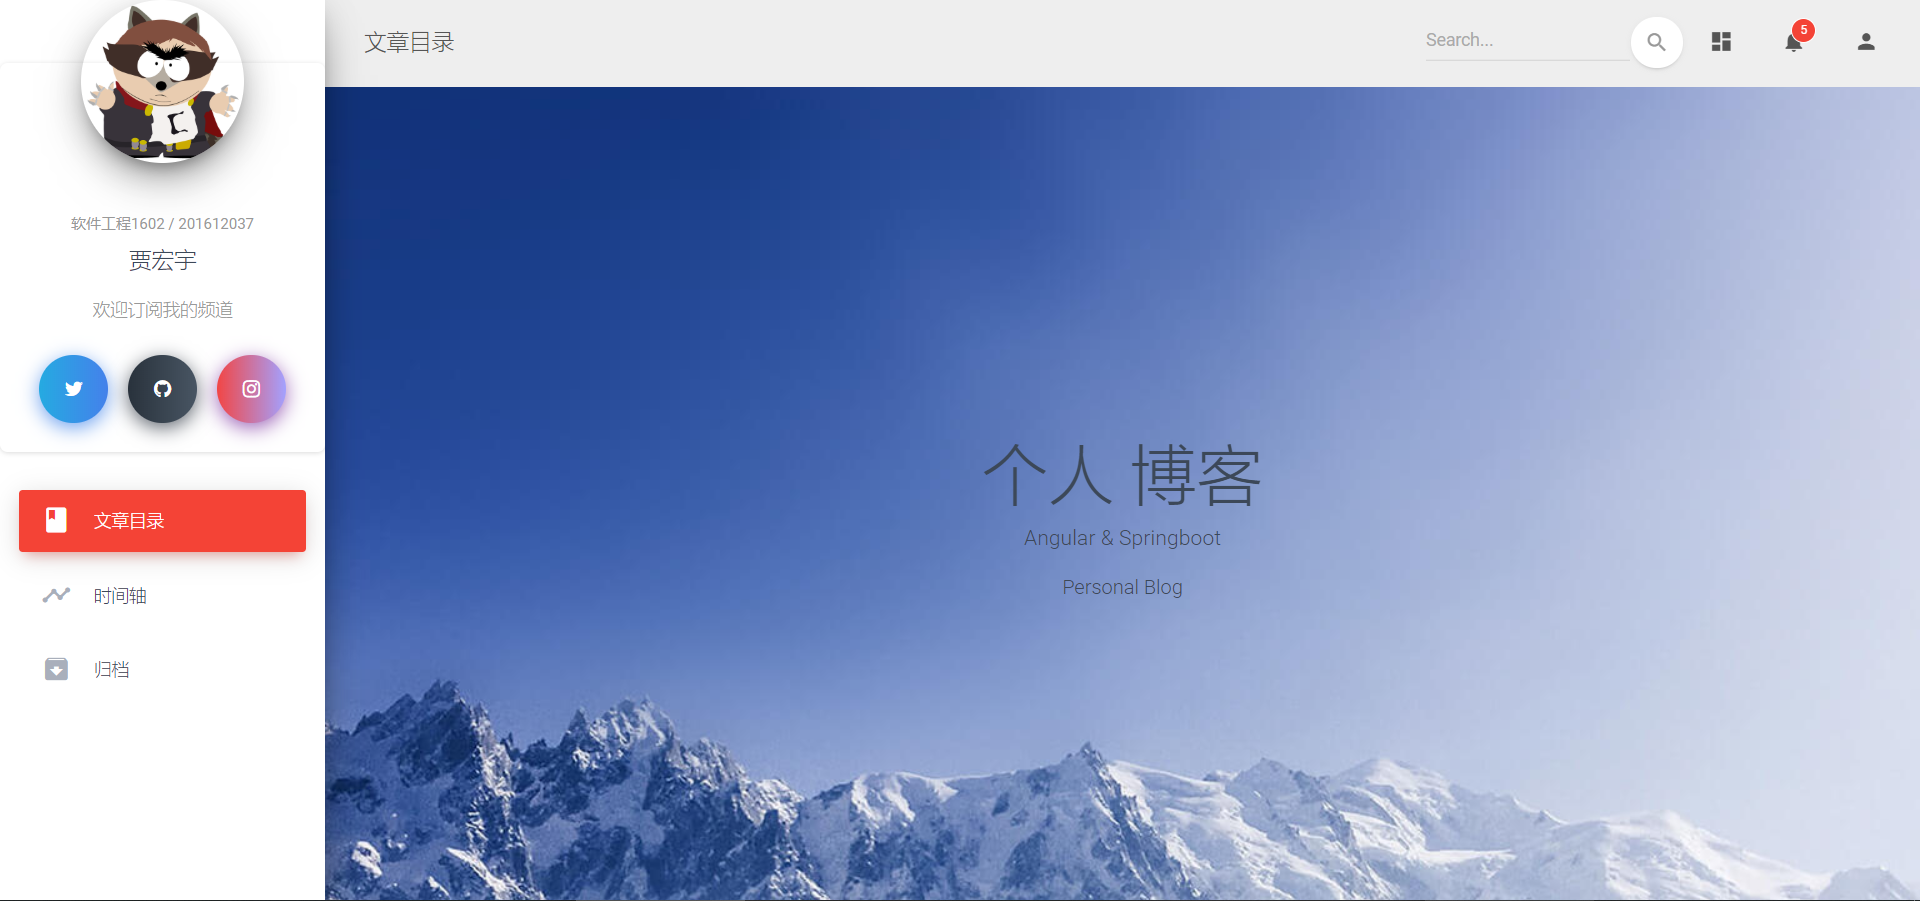 软件工程1602 / 201612037
贾宏宇
欢迎订阅我的频道
文章目录
时间轴
归档
文章目录
Search...
5
个人 博客
Angular & Springboot
Personal Blog